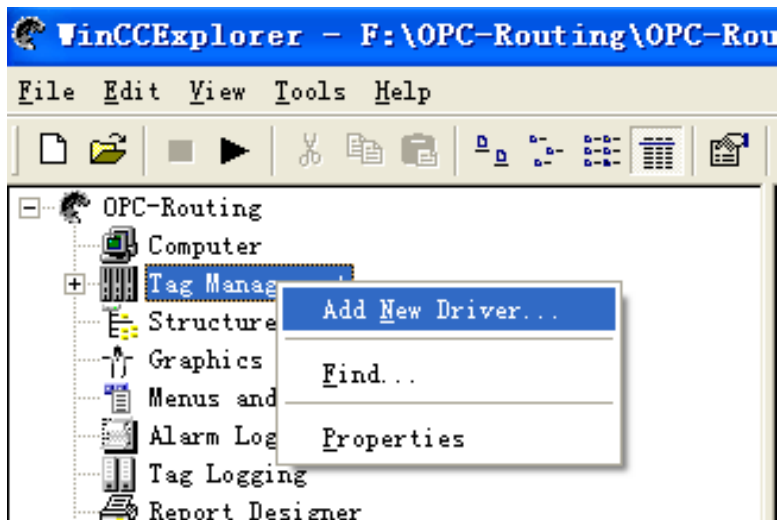 WinCCExplorer - F:\OPC-Routing\OPC-Rou
File Edit View Tools Help
OPC-Routing
Computer
Tag Manag
Add New Driver...
Structure
Graphics
Find...
Menus and
Alarm Log
Properties
Tag Logging
Report Designer